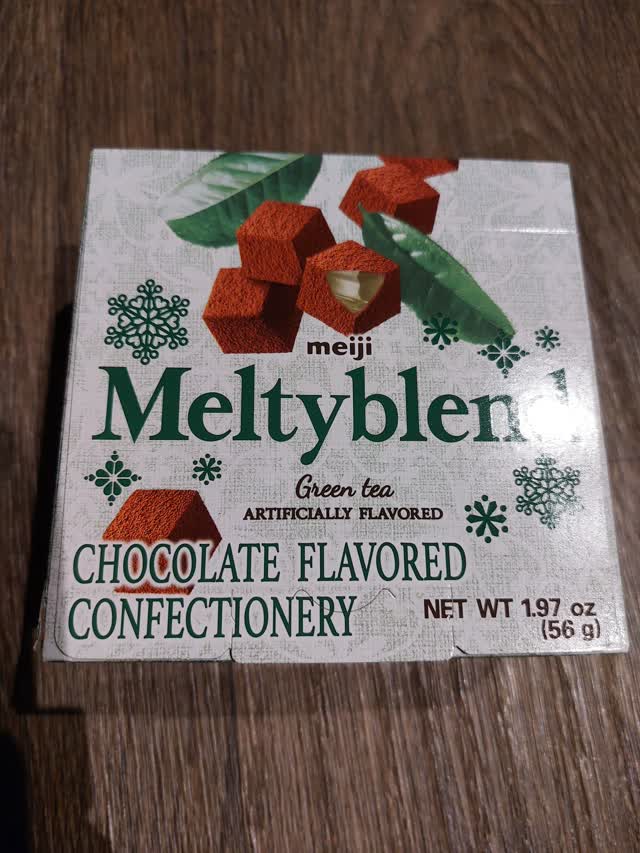 meiji
Meltyblend
Green tea
ARTIFICIALLY FLAVORED
CHOCOLATE FLAVORED
CONFECTIONERY
NET WT 1.97 oz
(56 g)